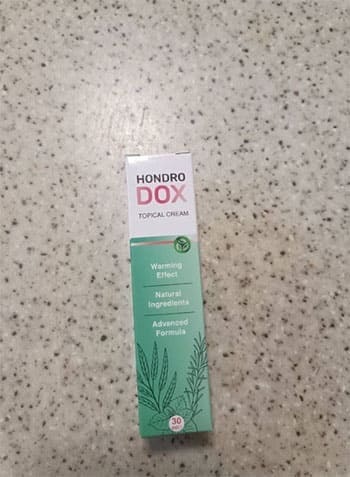 HONDRO
DOX
TOPICAL CREAM
Warming
Effect
Natural
Ingredients
Advanced
Formula
30